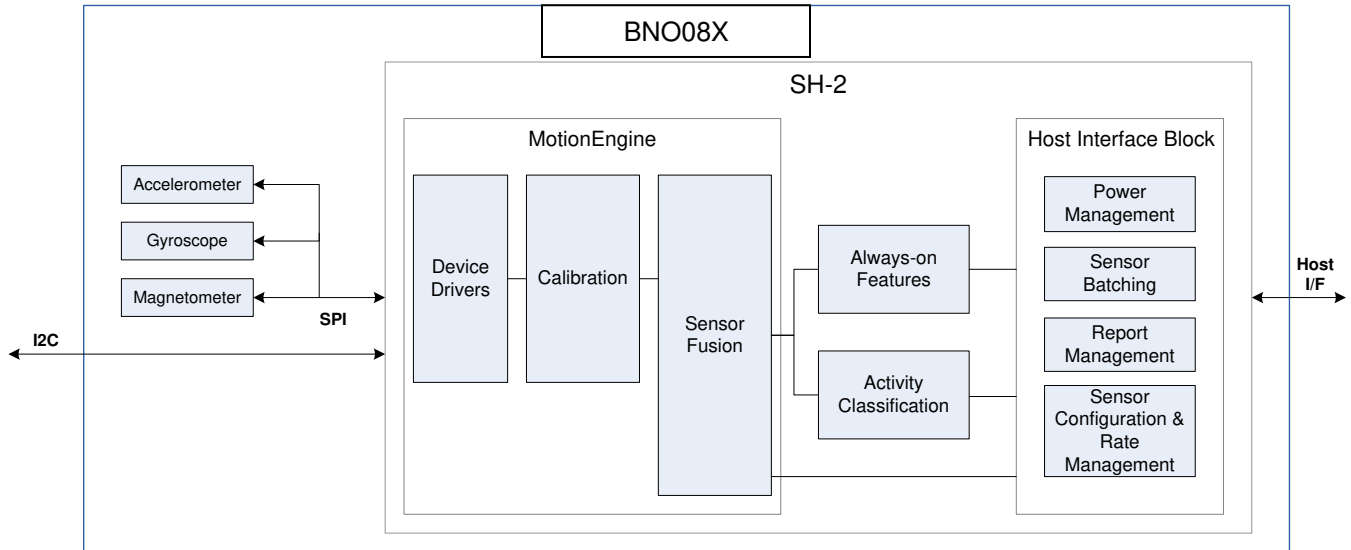 BNO08X
SH-2
MotionEngine
Host Interface Block
Accelerometer
Gyroscope
Magnetometer
SPI
I2C
Device
Drivers
Calibration
Sensor
Fusion
Always-on
Features
Activity
Classification
Power
Management
Sensor
Batching
Report
Management
Sensor
Configuration &
Rate
Management
Host
I/F